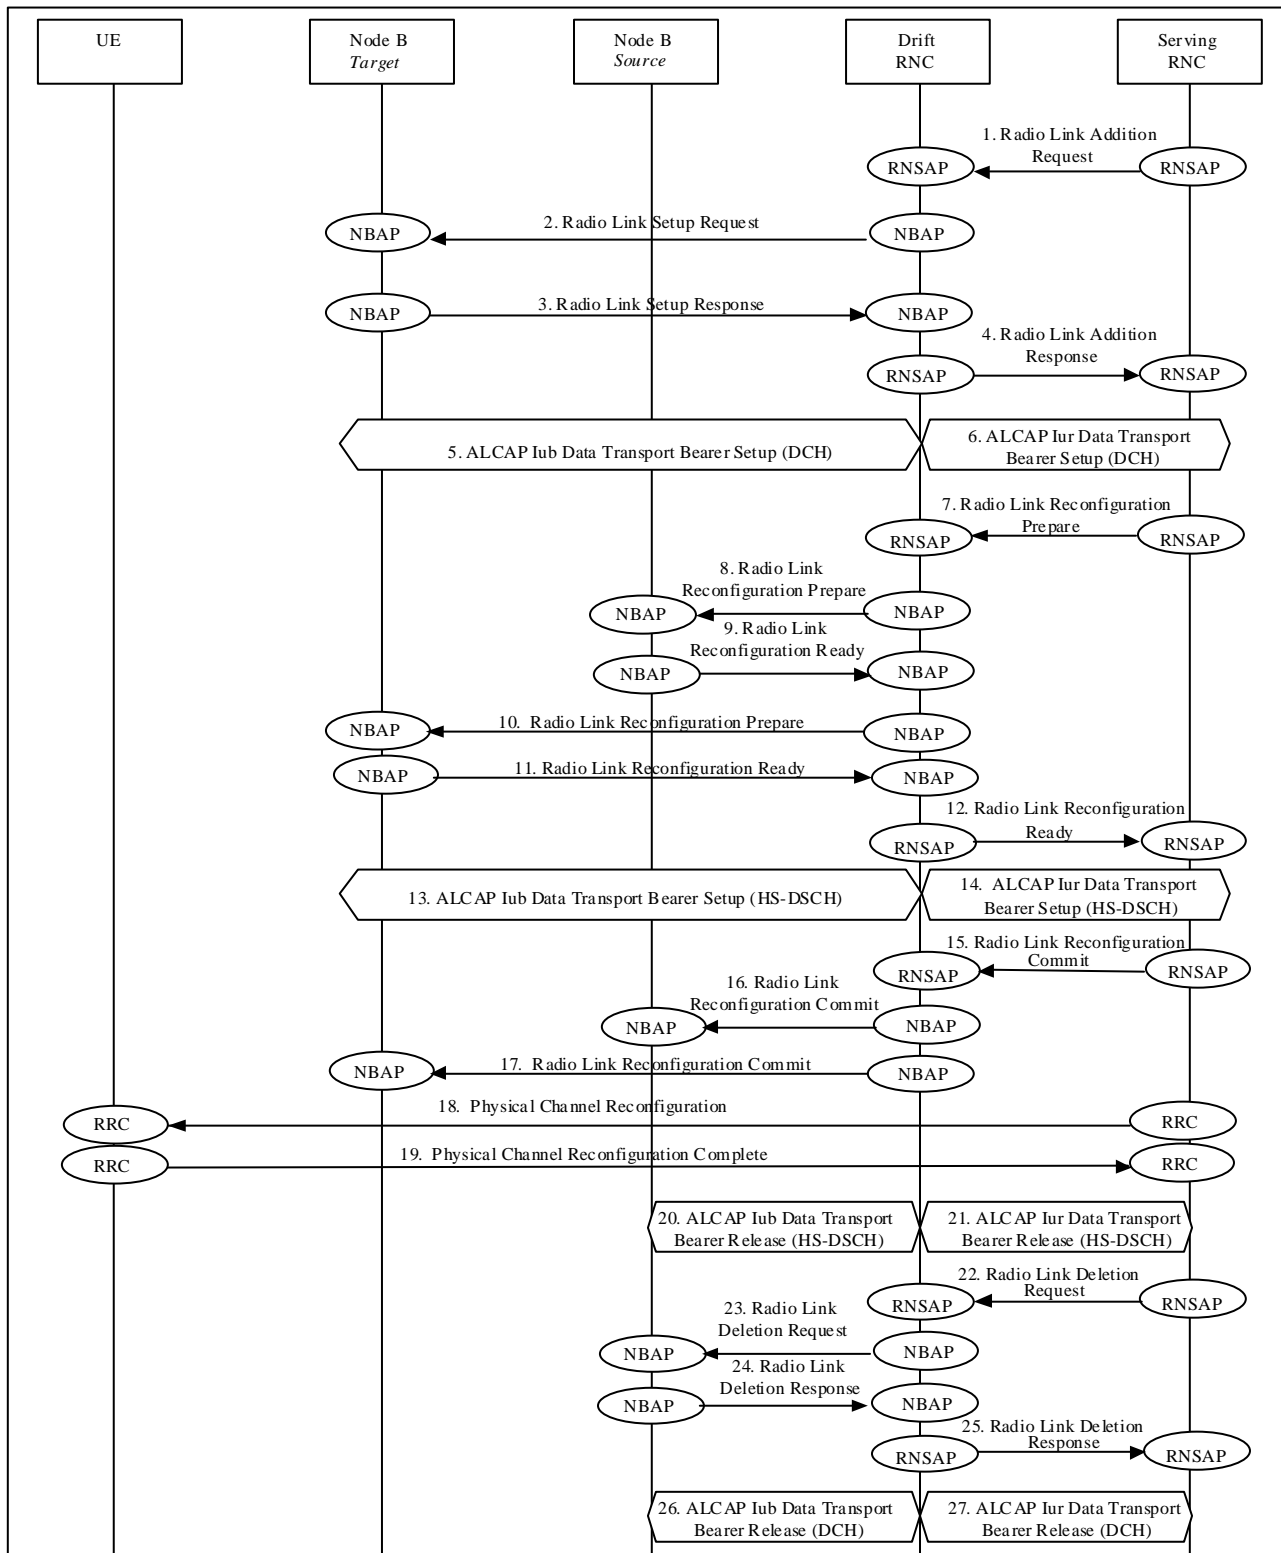 UE
Node B
Target
Node B
Source
Drift
RNC
Serving
RNC
1. Radio Link Addition
Request
RNSAP
RNSAP
2. Radio Link Setup Request
NBAP
NBAP
3. Radio Link Setup Response
NBAP
NBAP
4. Radio Link Addition
Response
RNSAP
RNSAP
5. ALCAP Iub Data Transport Bearer Setup (DCH)
6. ALCAP Iur Data Transport
Bearer Setup (DCH)
7. Radio Link Reconfiguration
Prepare
RNSAP
RNSAP
8. Radio Link
Reconfiguration Prepare
NBAP
NBAP
9. Radio Link
Reconfiguration Ready
NBAP
NBAP
10. Radio Link Reconfiguration Prepare
NBAP
NBAP
11. Radio Link Reconfiguration Ready
NBAP
NBAP
12. Radio Link Reconfiguration
Ready
RNSAP
RNSAP
13. ALCAP Iub Data Transport Bearer Setup (HS-DSCH)
14. ALCAP Iur Data Transport
Bearer Setup (HS-DSCH)
15. Radio Link Reconfiguration
Commit
RNSAP
RNSAP
16. Radio Link
Reconfiguration Commit
NBAP
NBAP
17. Radio Link Reconfiguration Commit
NBAP
NBAP
18. Physical Channel Reconfiguration
RRC
RRC
19. Physical Channel Reconfiguration Complete
RRC
RRC
20. ALCAP Iub Data Transport
Bearer Release (HS-DSCH)
21. ALCAP Iur Data Transport
Bearer Release (HS-DSCH)
22. Radio Link Deletion
Request
RNSAP
RNSAP
23. Radio Link
Deletion Request
NBAP
NBAP
24. Radio Link
Deletion Response
NBAP
NBAP
25. Radio Link Deletion
Response
RNSAP
RNSAP
26. ALCAP Iub Data Transport
Bearer Release (DCH)
27. ALCAP Iur Data Transport
Bearer Release (DCH)